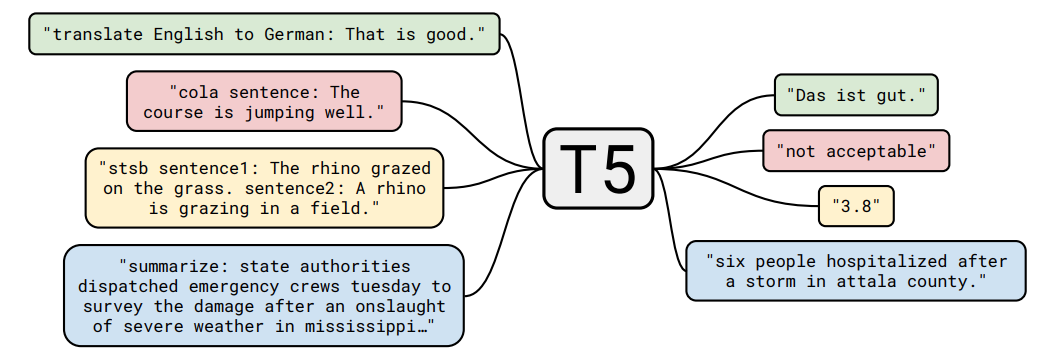 "translate English to German: That is good."
"cola sentence: The
course is jumping well. "
"stsb sentence1: The rhino grazed
on the grass. sentence2: A rhino
is grazing in a field."
"summarize: state authorities
dispatched emergency crews tuesday to
survey the damage after an onslaught
of severe weather in mississippi…"
T5
"Das ist gut."
"not acceptable"
"3.8"
"six people hospitalized after
a storm in attala county."